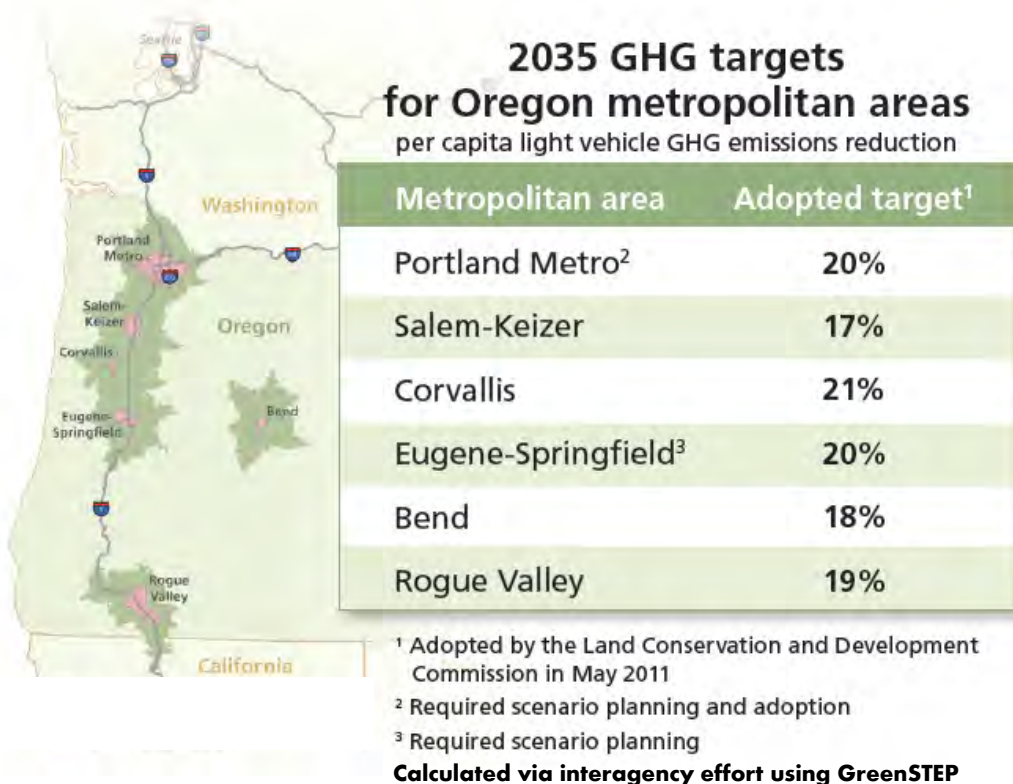 2035 GHG targets
for Oregon metropolitan areas
per capita light vehicle GHG emissions reduction
Metropolitan area Adopted target¹
Portland Metro² 20%
Salem-Keizer 17%
Corvallis 21%
Eugene-Springfield³ 20%
Bend 18%
Rogue Valley 19%
¹ Adopted by the Land Conservation and Development
Commission in May 2011
² Required scenario planning and adoption
³ Required scenario planning
Calculated via interagency effort using GreenSTEP
Seattle
Washington
Portland
Metro
Salem-
Keizer
Oregon
Corvallis
Eugene-
Springfield
Bend
Rogue
Valley
California